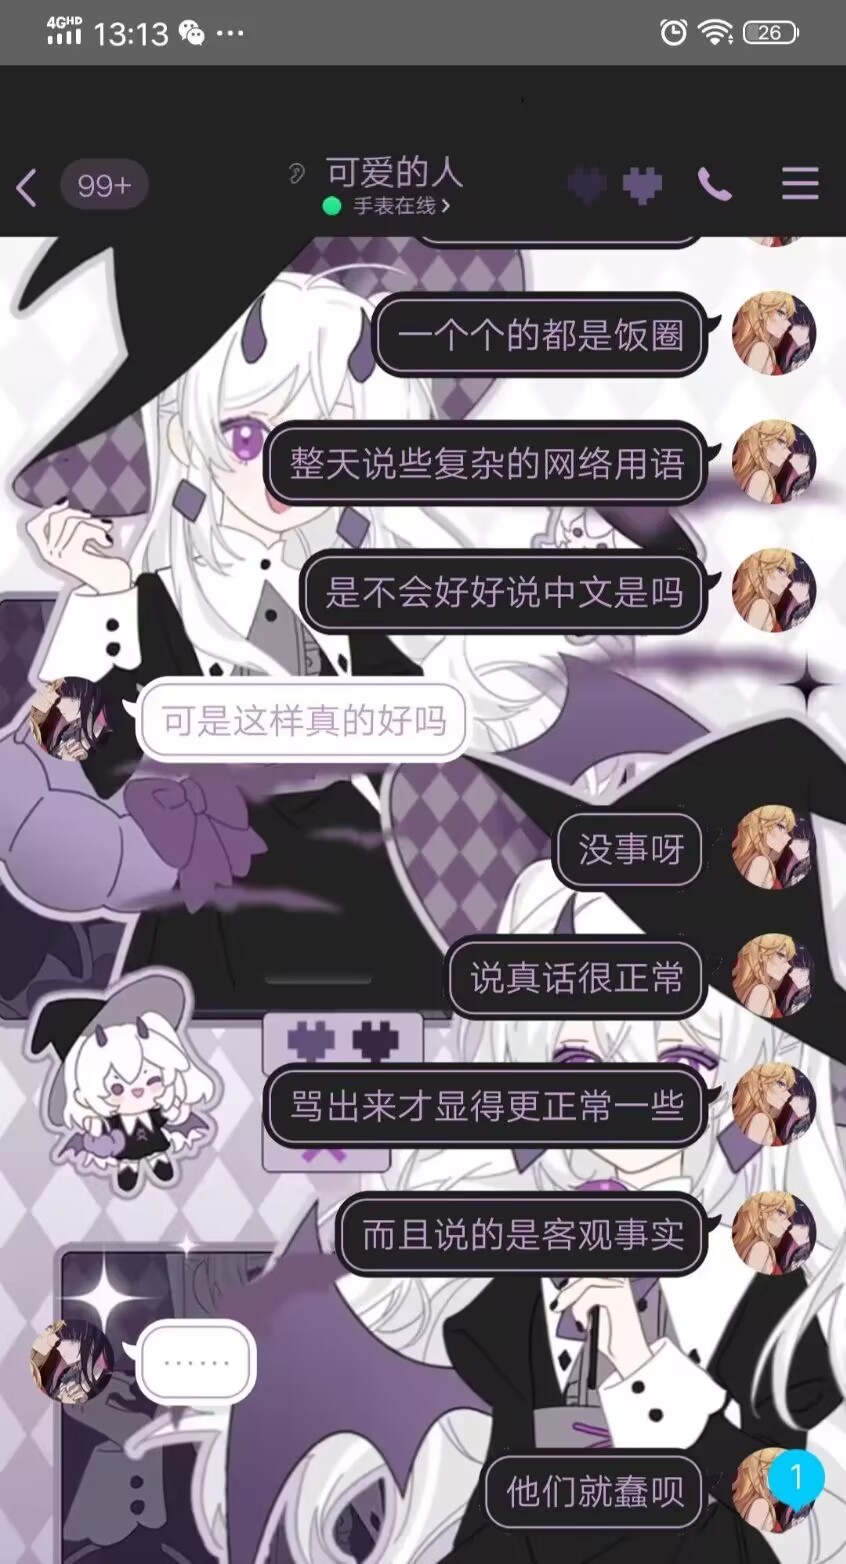 4GHD 13:13 26
99+ 可爱的人
手表在线
一个个的都是饭圈
整天说些复杂的网络用语
是不会好好说中文是吗
可是这样真的好吗
没事呀
说真话很正常
骂出来才显得更正常一些
而且说的是客观事实
······
他们就蠢呗
1